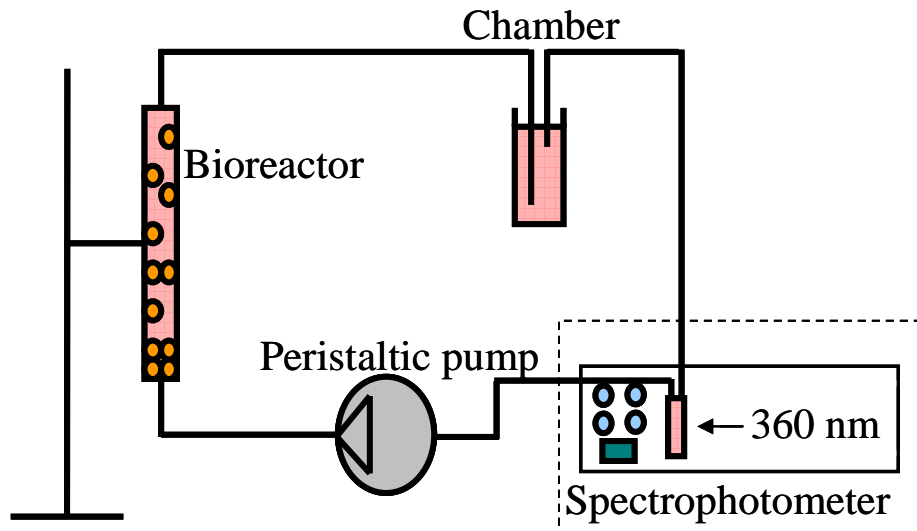 Chamber
Bioreactor
Peristaltic pump
360 nm
Spectrophotometer